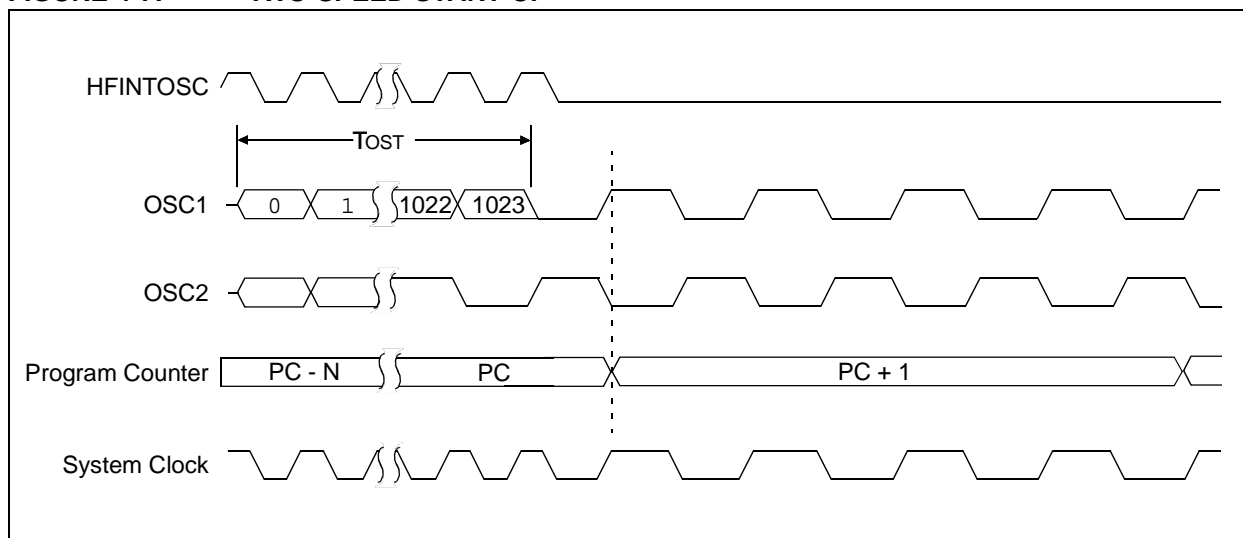 HFINTOSC
TOST
OSC1 0 1 1022 1023
OSC2
Program Counter PC - N PC PC + 1
System Clock